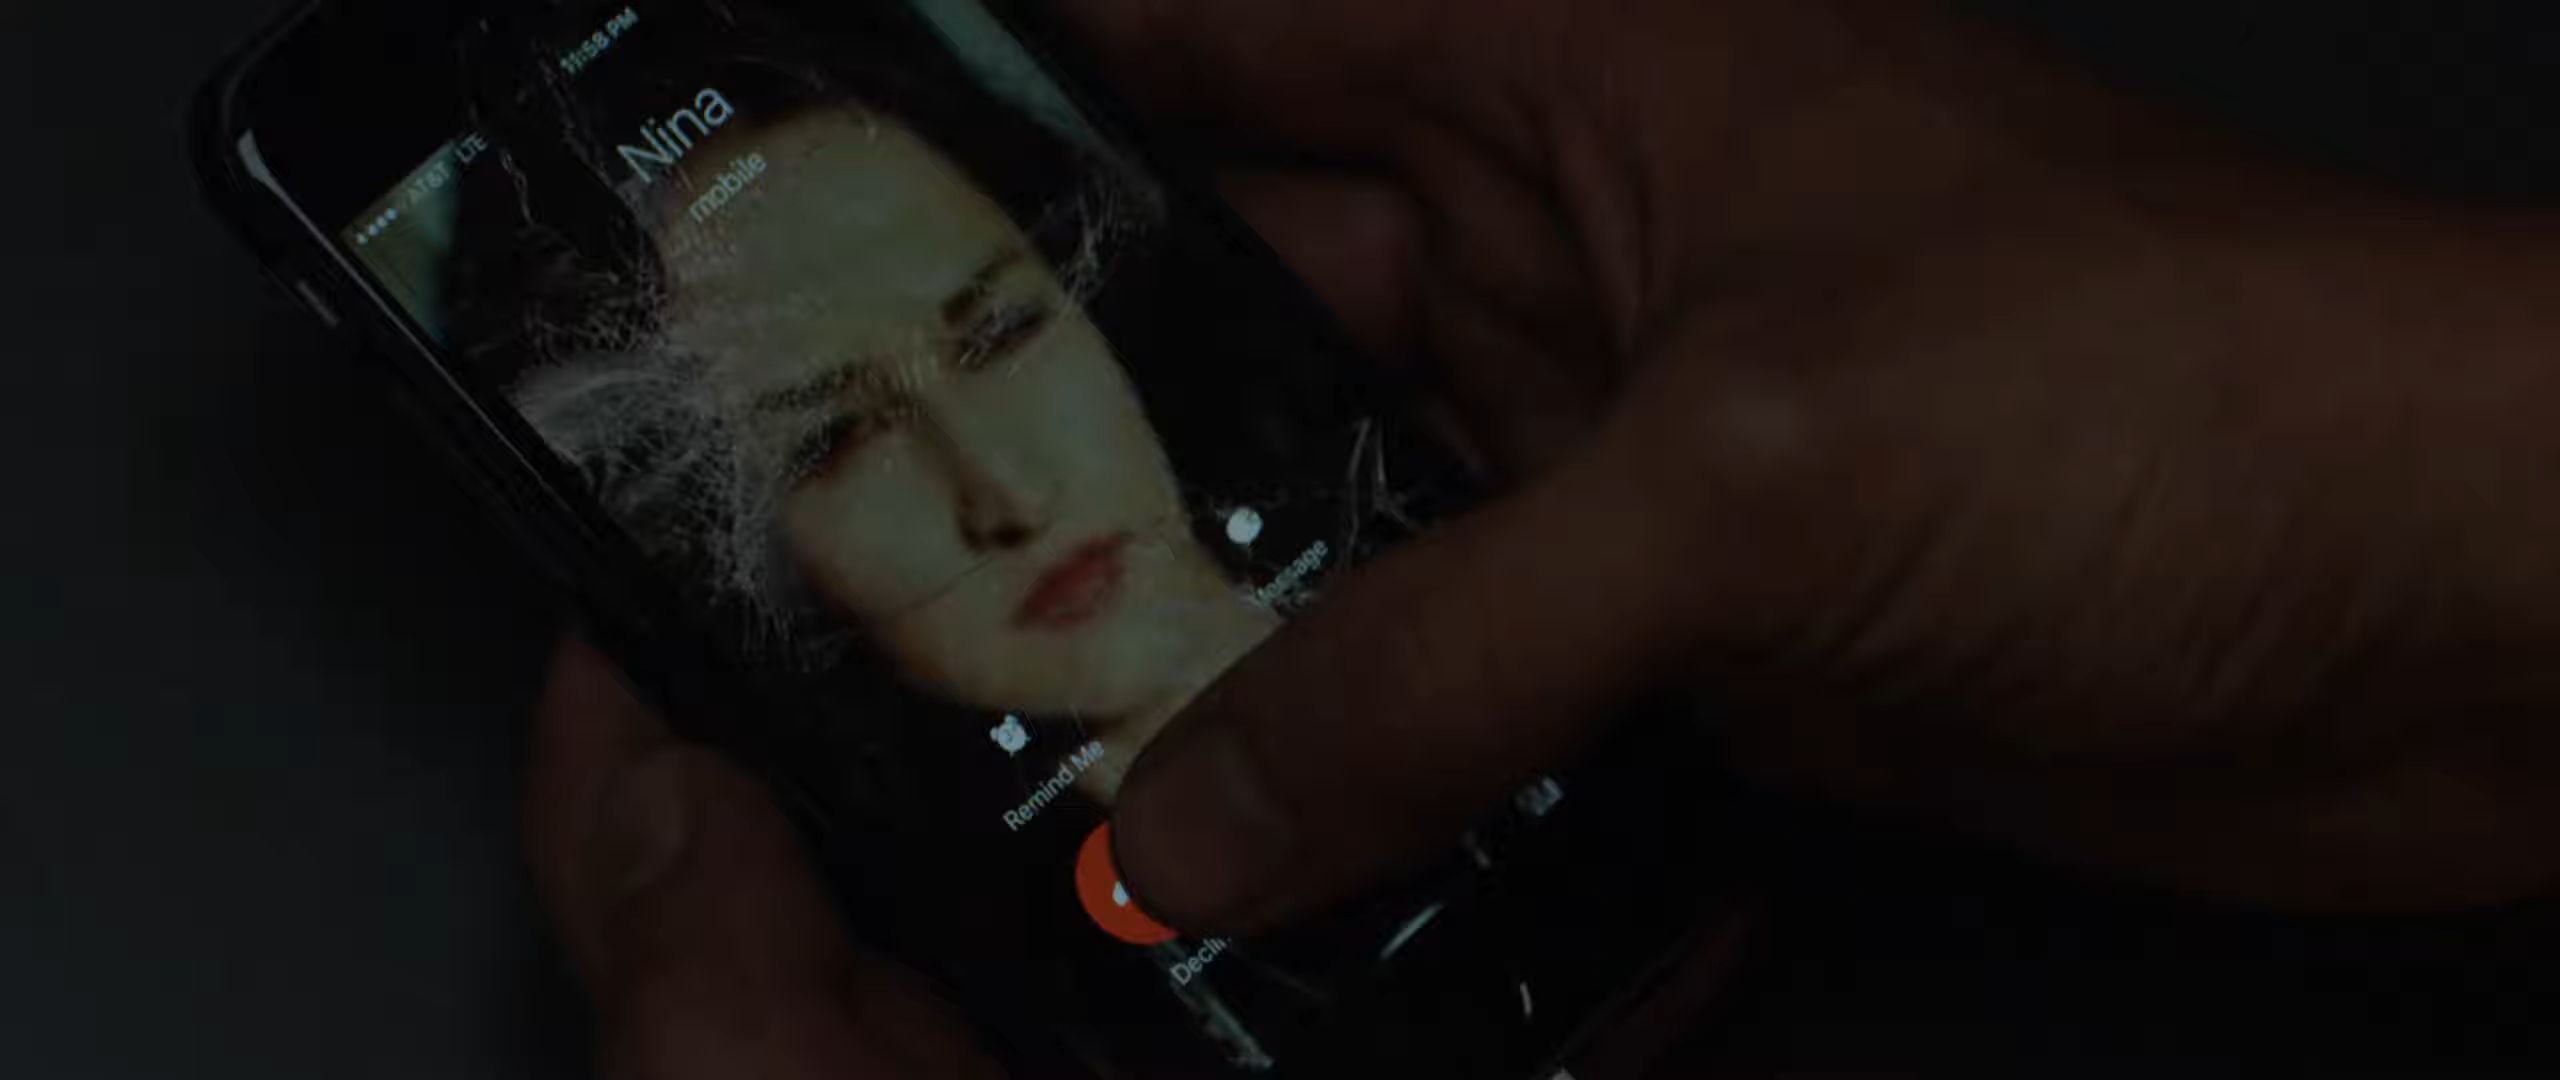 11:58 PM
AT&T LTE
Nina
mobile
Message
Remind Me